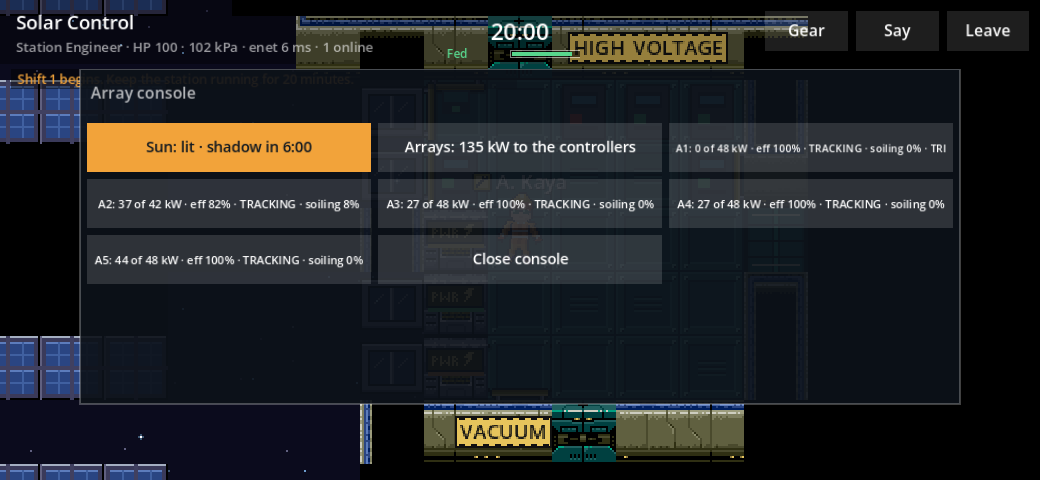 Solar Control
Station Engineer · HP 100 · 102 kPa · enet 6 ms · 1 online
20:00
Fed
HIGH VOLTAGE
Gear
Say
Leave
Shift 1 begins. Keep the station running for 20 minutes.
Array console
Sun: lit · shadow in 6:00
Arrays: 135 kW to the controllers
A1: 0 of 48 kW · eff 100% · TRACKING · soiling 0% · TRI
A2: 37 of 42 kW · eff 82% · TRACKING · soiling 8%
A3: 27 of 48 kW · eff 100% · TRACKING · soiling 0%
A4: 27 of 48 kW · eff 100% · TRACKING · soiling 0%
A5: 44 of 48 kW · eff 100% · TRACKING · soiling 0%
Close console
A. Kaya
PWR
PWR
PWR
VACUUM